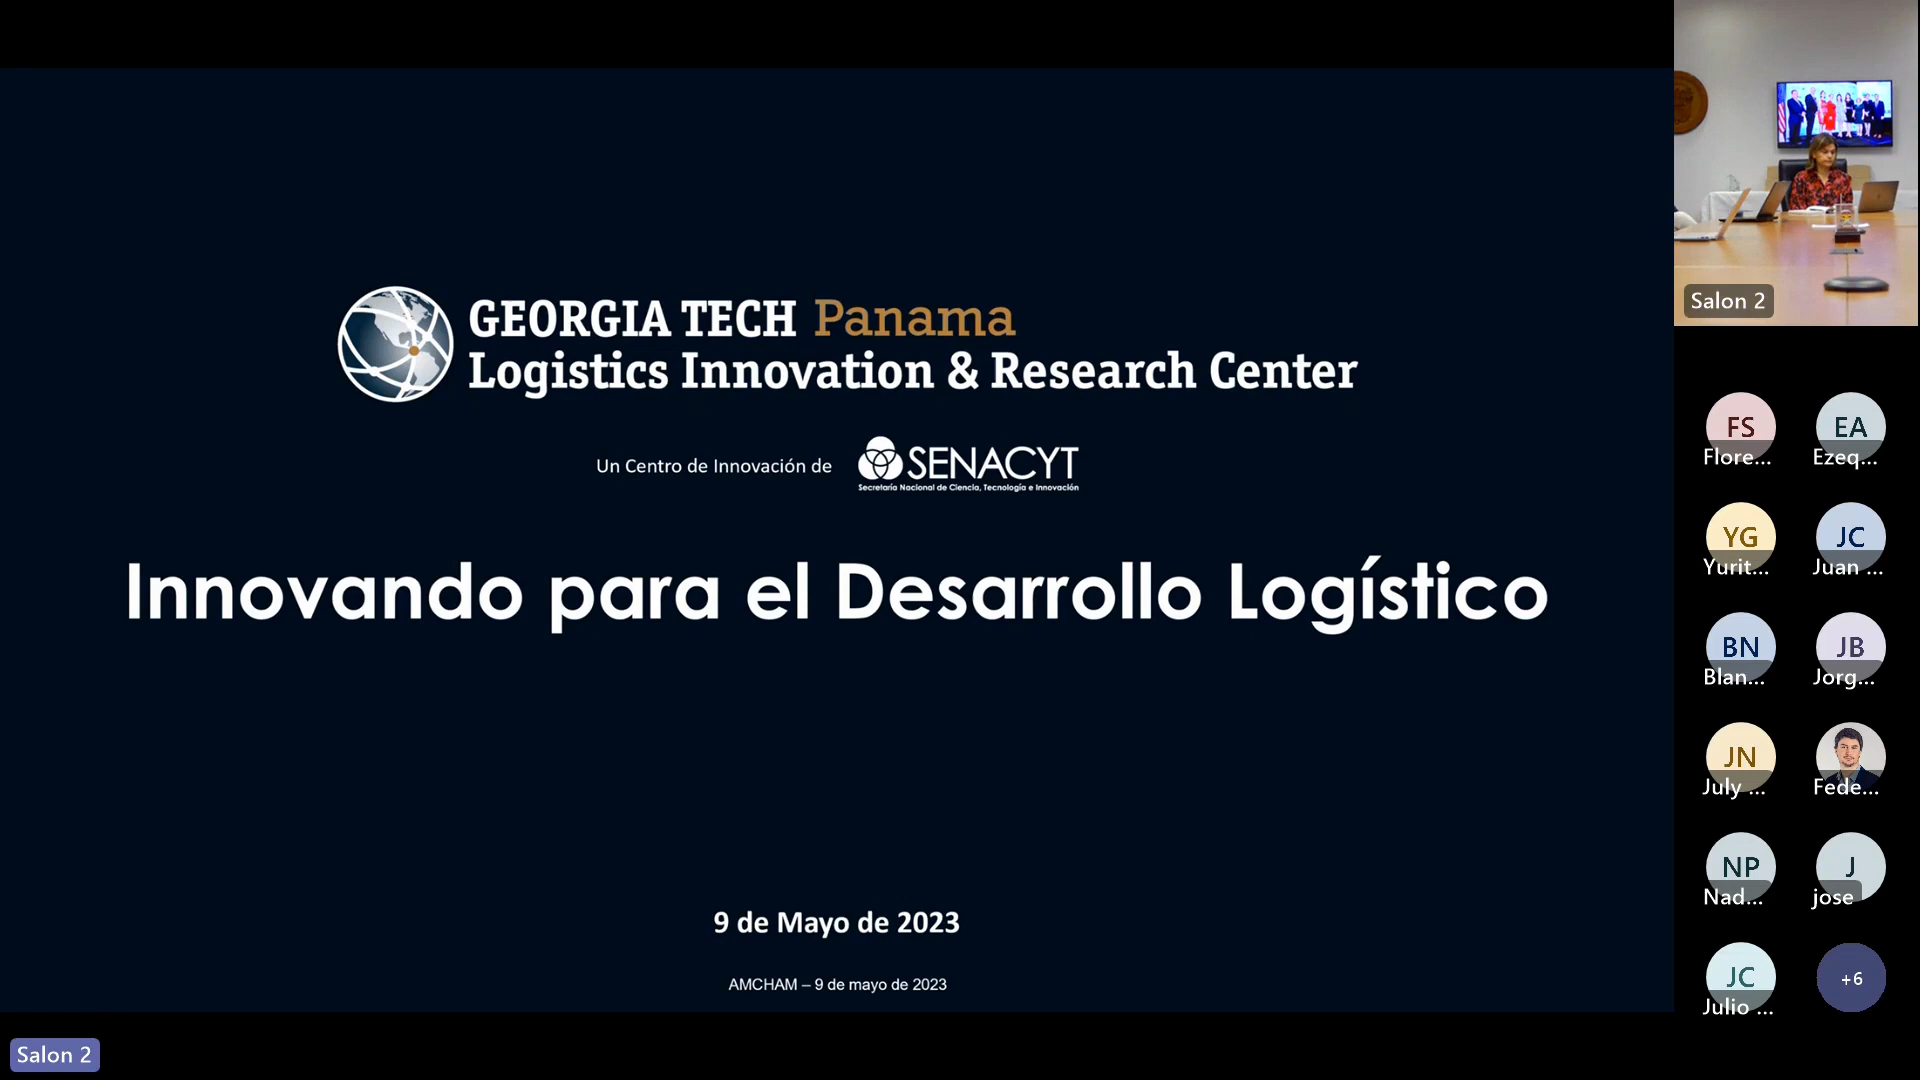 GEORGIA TECH Panama
Logistics Innovation & Research Center
Un Centro de Innovación de
SENACYT
Secretaría Nacional de Ciencia, Tecnología e Innovación
Innovando para el Desarrollo Logístico
9 de Mayo de 2023
AMCHAM – 9 de mayo de 2023
Salon 2
Salon 2
FS
Flore...
EA
Ezeq...
YG
Yurit...
JC
Juan ...
BN
Blan...
JB
Jorg...
JN
July ...
Fede...
NP
Nad...
J
jose
JC
Julio ...
+6